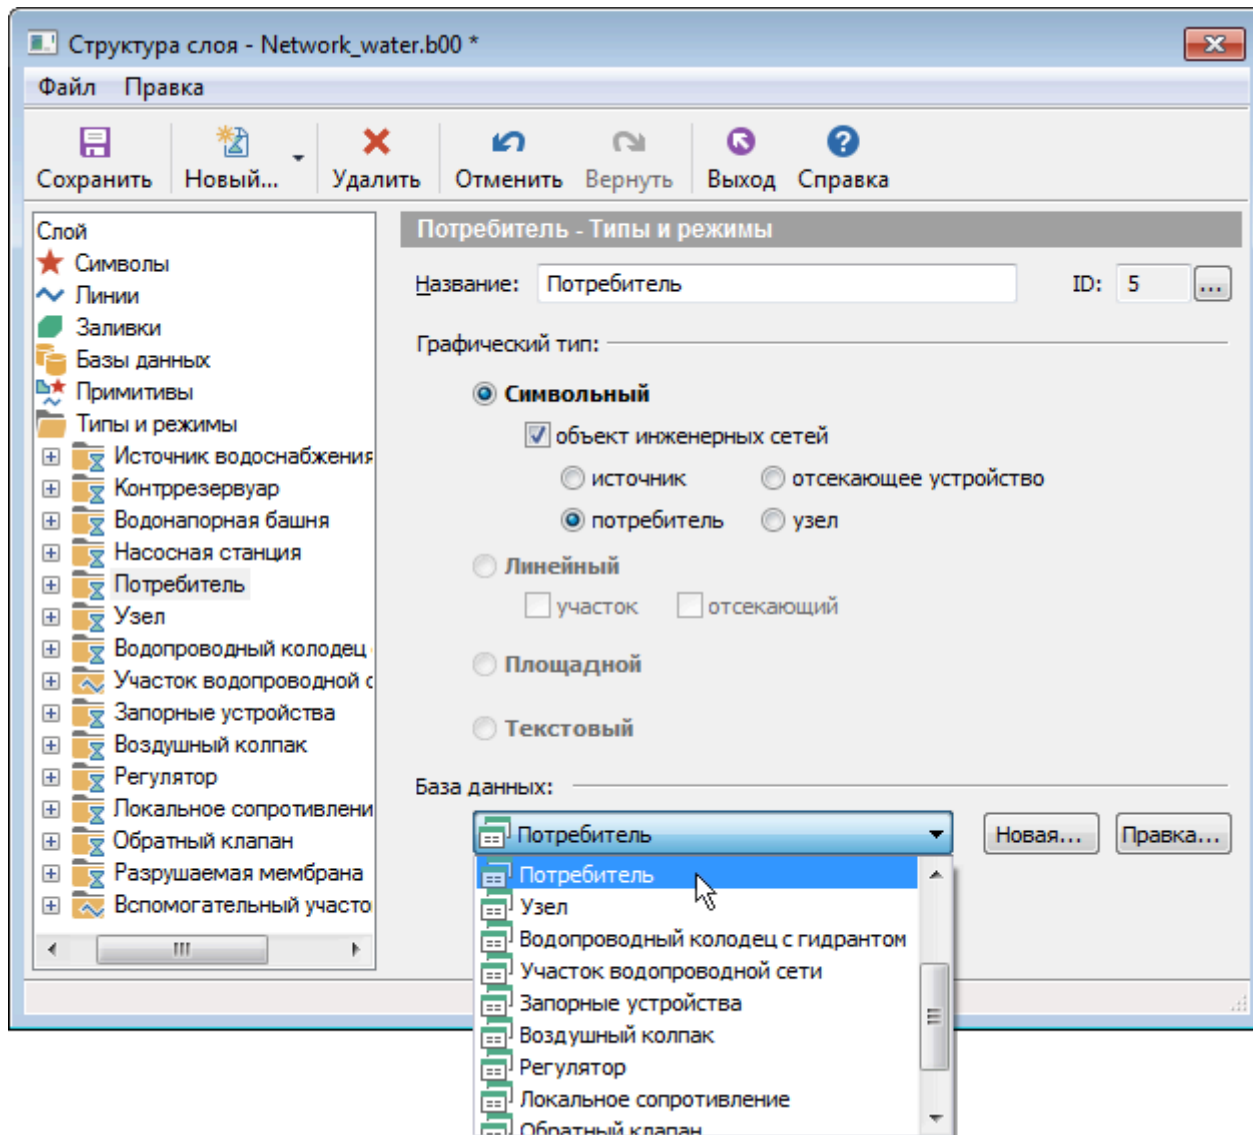 Структура слоя - Network_water.b00 *
Файл Правка
Сохранить Новый... Удалить Отменить Вернуть Выход Справка
Слой
Символы
Линии
Заливки
Базы данных
Примитивы
Типы и режимы
Источник водоснабжения
Контррезервуар
Водонапорная башня
Насосная станция
Потребитель
Узел
Водопроводный колодец
Участок водопроводной с
Запорные устройства
Воздушный колпак
Регулятор
Локальное сопротивлени
Обратный клапан
Разрушаемая мембрана
Вспомогательный участо
Потребитель - Типы и режимы
Название: Потребитель ID: 5 ...
Графический тип:
Символьный
объект инженерных сетей
источник отсекающее устройство
потребитель узел
Линейный
участок отсекающий
Площадной
Текстовый
База данных:
Потребитель Новая... Правка...
Потребитель
Узел
Водопроводный колодец с гидрантом
Участок водопроводной сети
Запорные устройства
Воздушный колпак
Регулятор
Локальное сопротивление
Обратный клапан